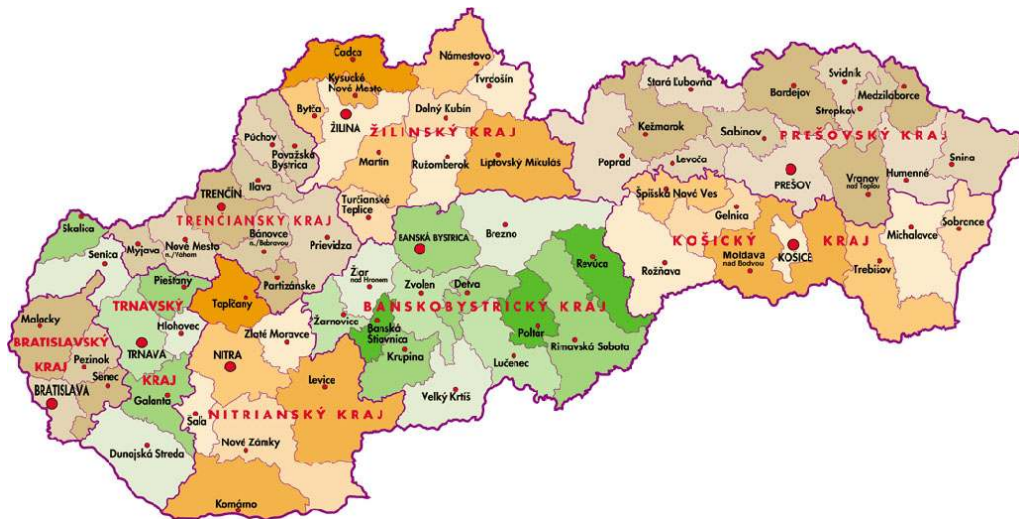 Čadca
Kysucké
Nové Mesto
Bytča
ŽILINA
Námestovo
Tvrdošín
Dolný Kubín
ŽILINSKÝ KRAJ
Martin
Ružomberok
Liptovský Mikuláš
Turčianske
Teplice
Púchov
Považská
Bystrica
Ilava
TRENČÍN
TRENČIANSKY KRAJ
Bánovce
n./Bebravou
Prievidza
Myjava
Nové Mesto
n./Váhom
Partizánske
Stará Ľubovňa
Bardejov
Svidník
Stropkov
Medzilaborce
Kežmarok
Sabinov
PREŠOVSKÝ KRAJ
Poprad
Levoča
PREŠOV
Vranov
nad Topľou
Humenné
Snina
Spišská Nová Ves
Gelnica
KOŠICKÝ KRAJ
Moldava
nad Bodvou
KOŠICE
Rožňava
Michalovce
Sobrance
Trebišov
Skalica
Senica
Piešťany
TRNAVSKÝ
KRAJ
Hlohovec
TRNAVA
Galanta
Dunajská Streda
Malacky
BRATISLAVSKÝ
KRAJ
Pezinok
Senec
BRATISLAVA
Topľčany
Zlaté Moravce
NITRA
Levice
NITRIANSKÝ KRAJ
Šaľa
Nové Zámky
Komárno
BANSKÁ BYSTRICA
Brezno
Žiar
nad Hronom
Zvolen
Detva
BANSKOBYSTRICKÝ KRAJ
Žarnovice
Banská
Štiavnica
Krupina
Revúca
Poltár
Rimavská Sobota
Lučenec
Veľký Krtíš